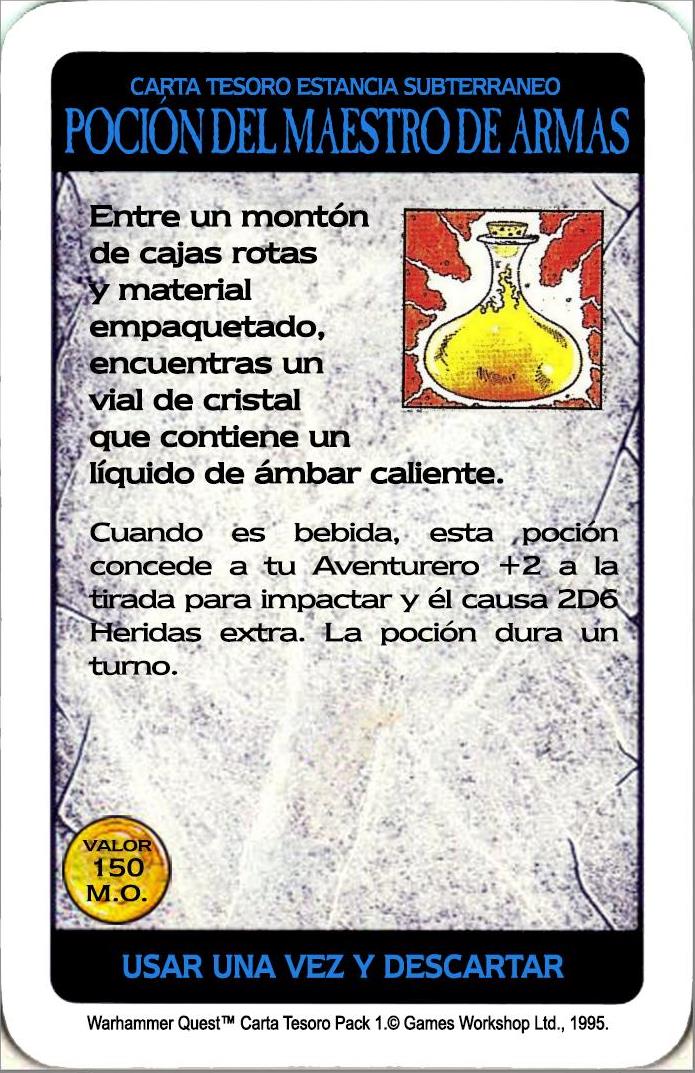 CARTA TESORO ESTANCIA SUBTERRANEO
POCIÓN DEL MAESTRO DE ARMAS
Entre un montón
de cajas rotas
y material
empaquetado,
encuentras un
vial de cristal
que contiene un
líquido de ámbar caliente.
Cuando es bebida, esta poción
concede a tu Aventurero +2 a la
tirada para impactar y él causa 2D6
Heridas extra. La poción dura un
turno.
VALOR
150
M.O.
USAR UNA VEZ Y DESCARTAR
Warhammer Quest™ Carta Tesoro Pack 1.© Games Workshop Ltd., 1995.